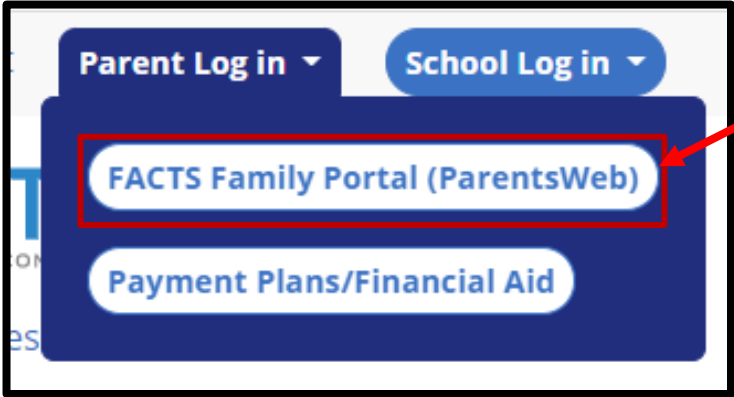 Parent Log in
School Log in
FACTS Family Portal (ParentsWeb)
Payment Plans/Financial Aid